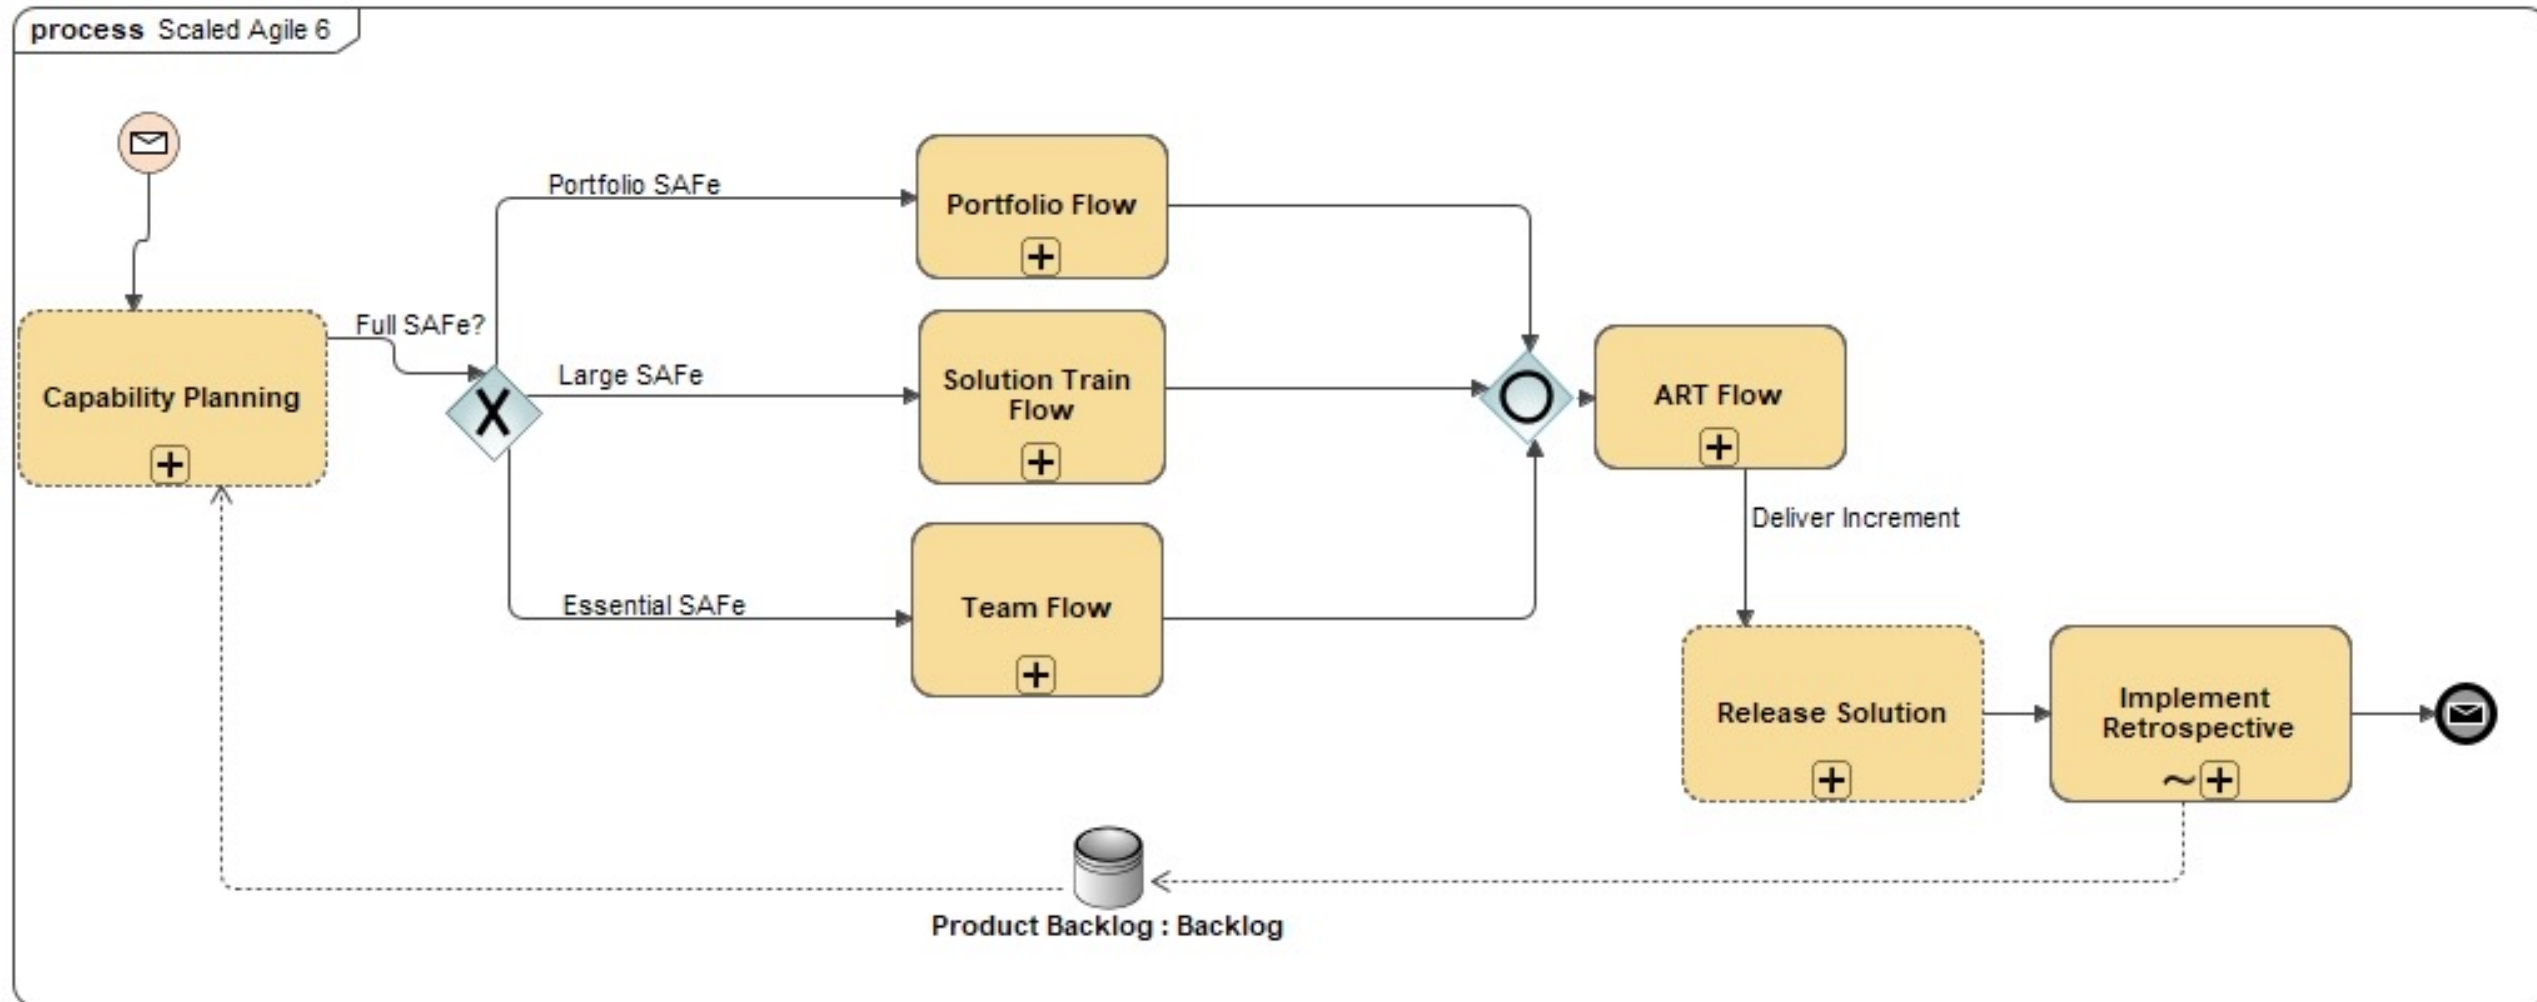 process Scaled Agile 6
Portfolio SAFe
Portfolio Flow
Full SAFe?
Capability Planning
Large SAFe
Solution Train
Flow
ART Flow
Deliver Increment
Essential SAFe
Team Flow
Release Solution
Implement
Retrospective
Product Backlog : Backlog